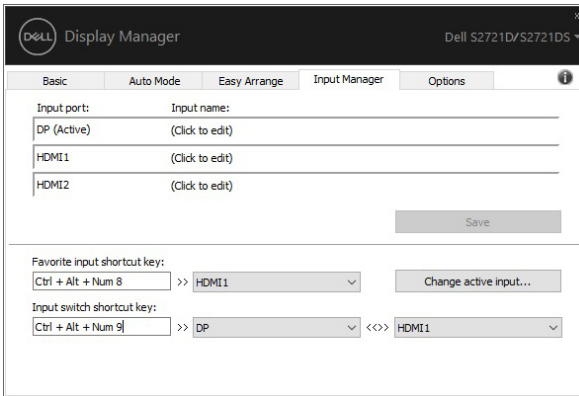 DELL Display Manager Dell S2721D/S2721DS
Basic Auto Mode Easy Arrange Input Manager Options
Input port: Input name:
DP (Active) (Click to edit)
HDMI1 (Click to edit)
HDMI2 (Click to edit)
Save
Favorite input shortcut key:
Ctrl + Alt + Num 8 >> HDMI1 Change active input...
Input switch shortcut key:
Ctrl + Alt + Num 9 >> DP <<>> HDMI1